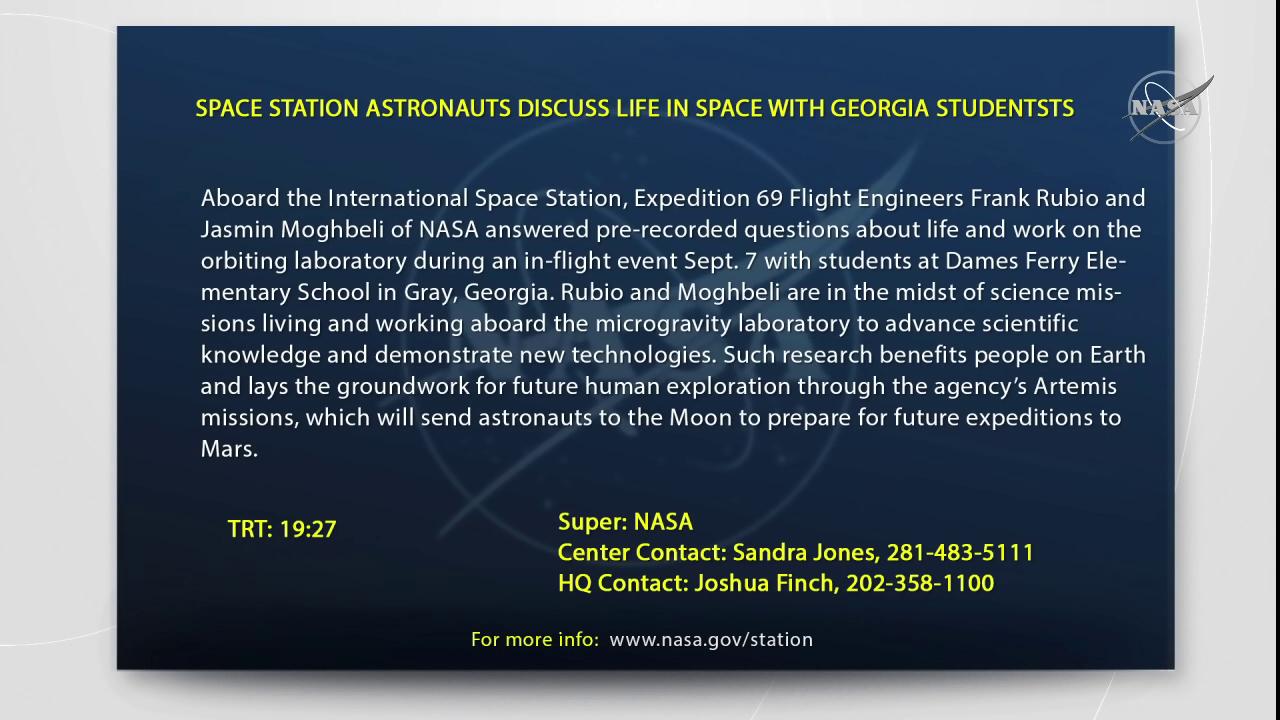 SPACE STATION ASTRONAUTS DISCUSS LIFE IN SPACE WITH GEORGIA STUDENTSTS
NASA
Aboard the International Space Station, Expedition 69 Flight Engineers Frank Rubio and
Jasmin Moghbeli of NASA answered pre-recorded questions about life and work on the
orbiting laboratory during an in-flight event Sept. 7 with students at Dames Ferry Ele-
mentary School in Gray, Georgia. Rubio and Moghbeli are in the midst of science mis-
sions living and working aboard the microgravity laboratory to advance scientific
knowledge and demonstrate new technologies. Such research benefits people on Earth
and lays the groundwork for future human exploration through the agency’s Artemis
missions, which will send astronauts to the Moon to prepare for future expeditions to
Mars.
TRT: 19:27
Super: NASA
Center Contact: Sandra Jones, 281-483-5111
HQ Contact: Joshua Finch, 202-358-1100
For more info: www.nasa.gov/station